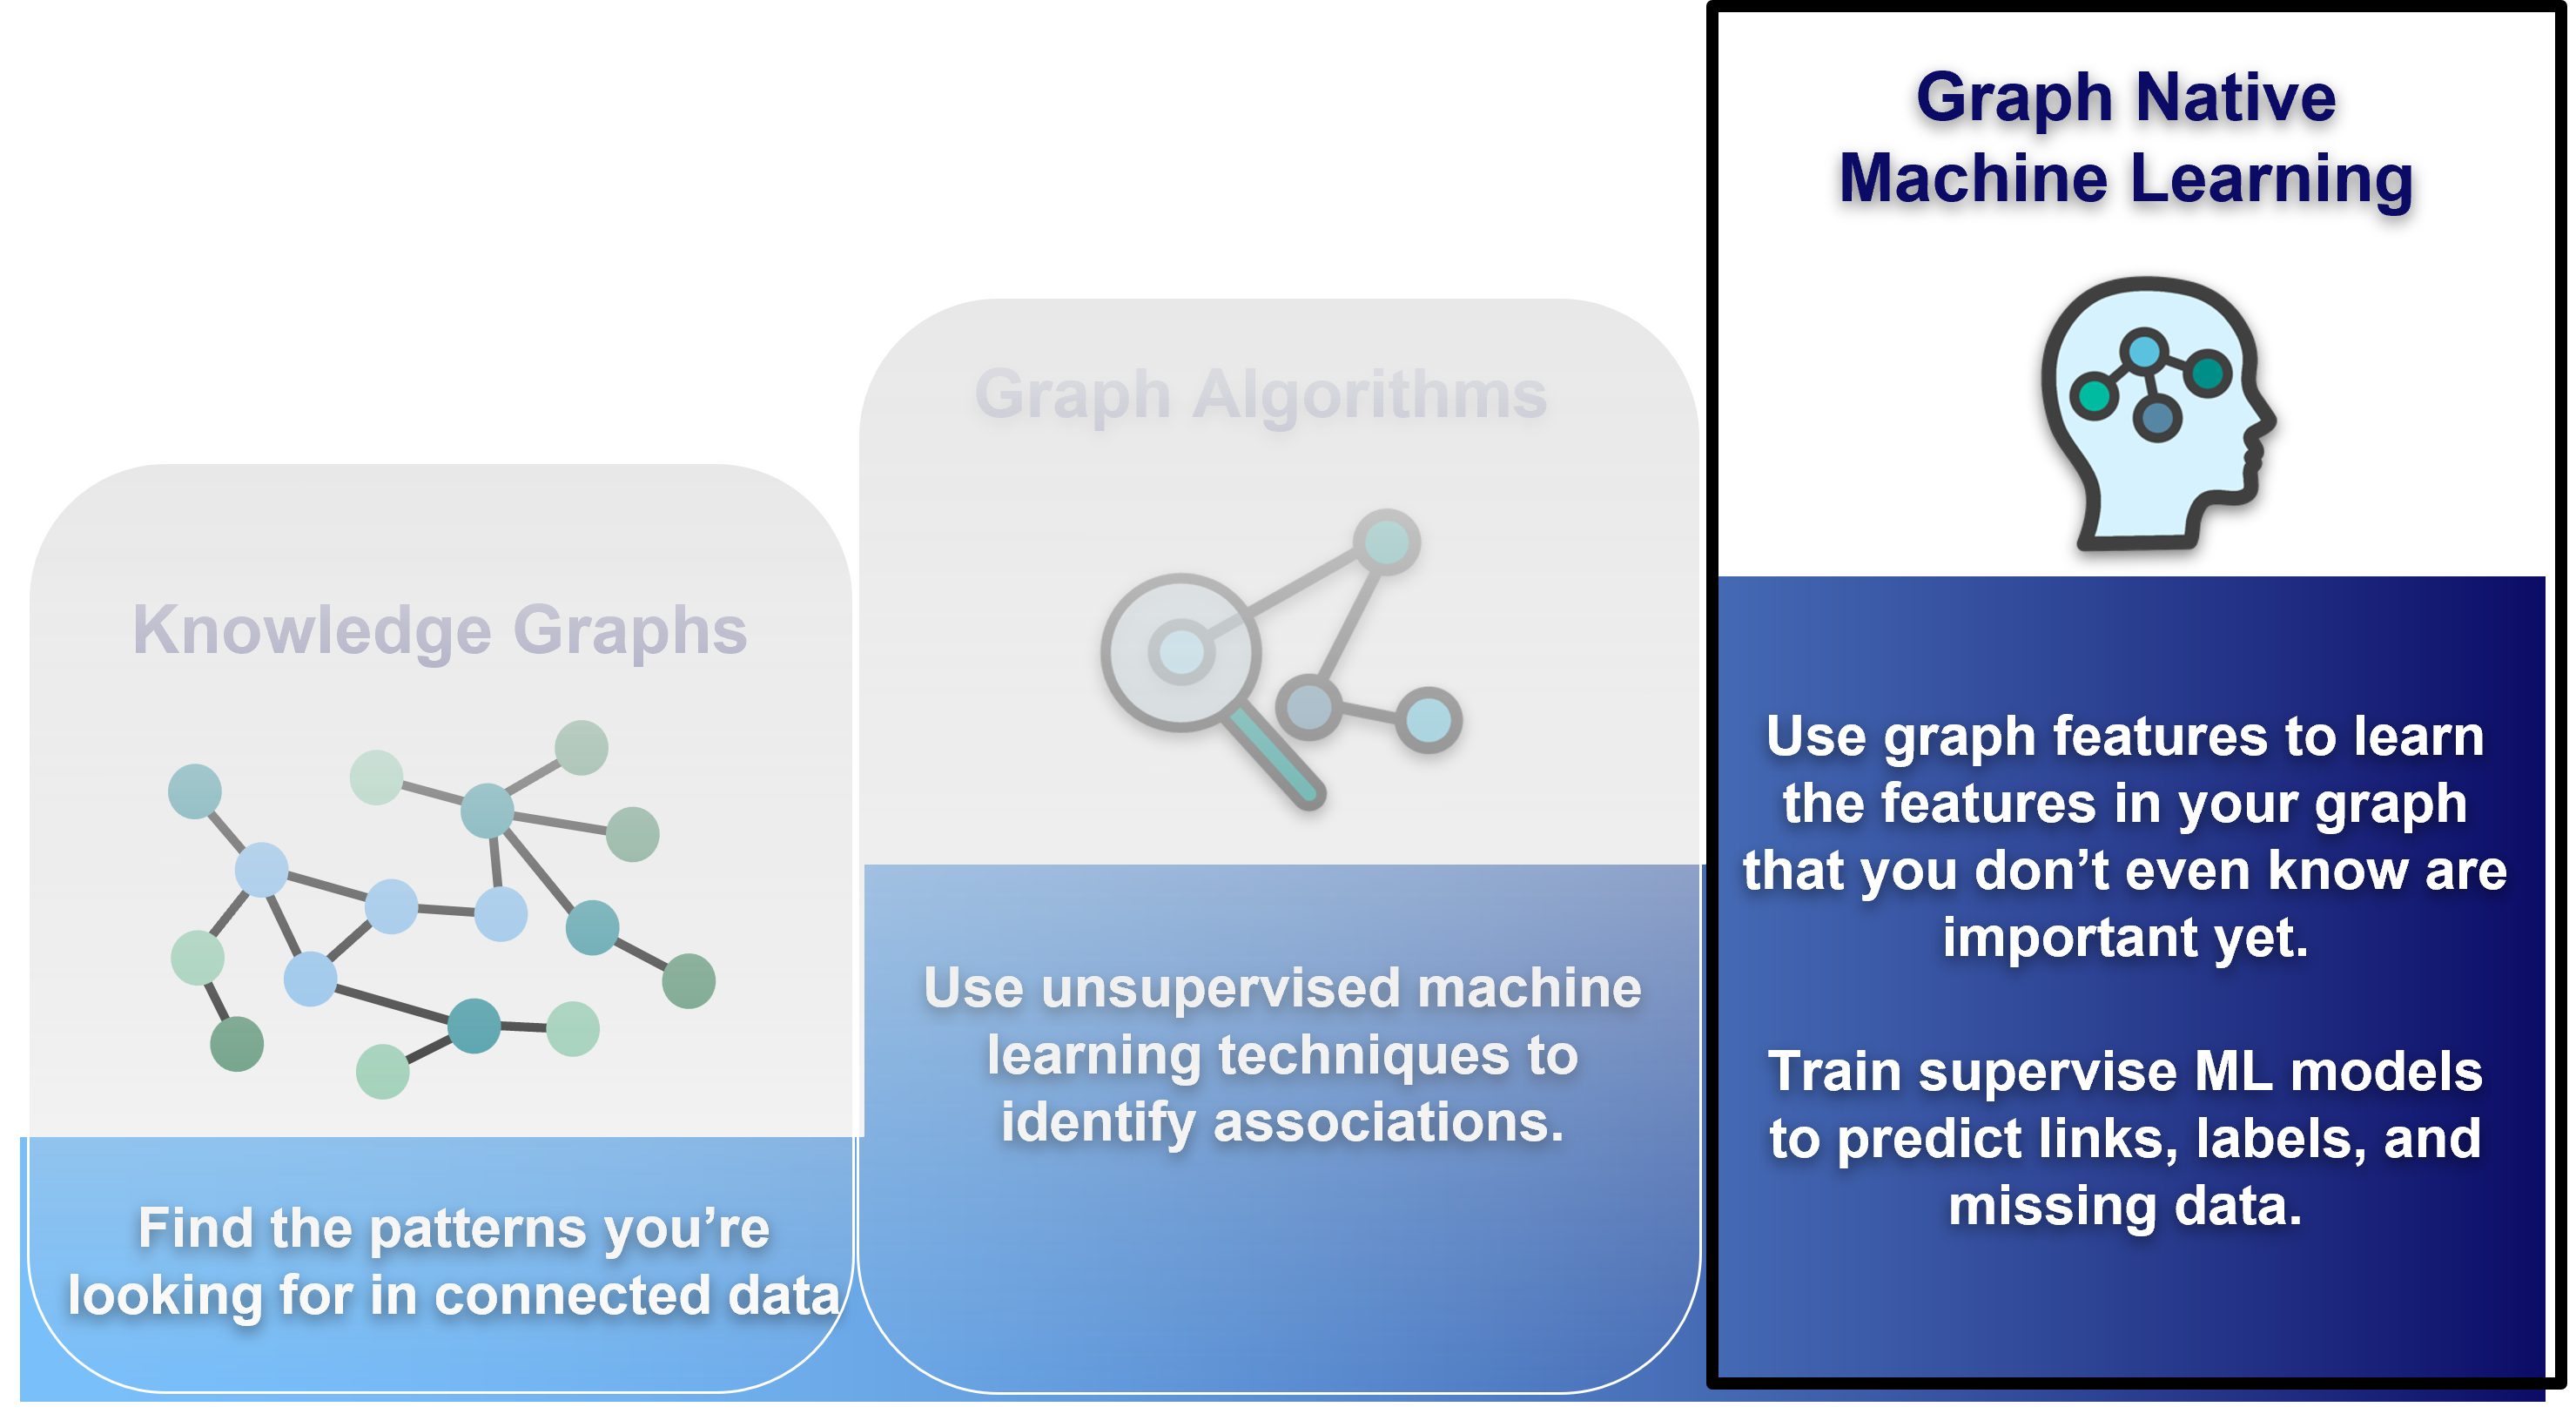 Knowledge Graphs
Find the patterns you’re
looking for in connected data
Graph Algorithms
Use unsupervised machine
learning techniques to
identify associations.
Graph Native
Machine Learning
Use graph features to learn
the features in your graph
that you don’t even know are
important yet.
Train supervise ML models
to predict links, labels, and
missing data.